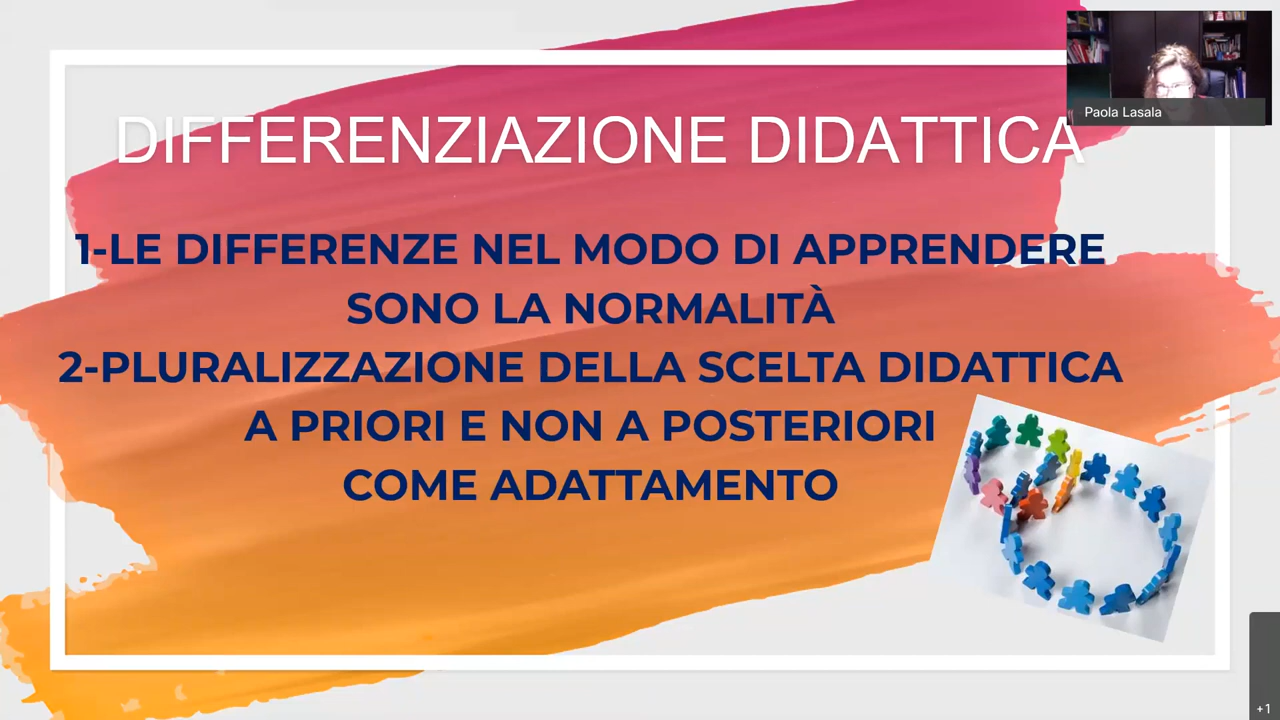 Paola Lasala
DIFFERENZIAZIONE DIDATTICA
1-LE DIFFERENZE NEL MODO DI APPRENDERE
SONO LA NORMALITÀ
2-PLURALIZZAZIONE DELLA SCELTA DIDATTICA
A PRIORI E NON A POSTERIORI
COME ADATTAMENTO
+1